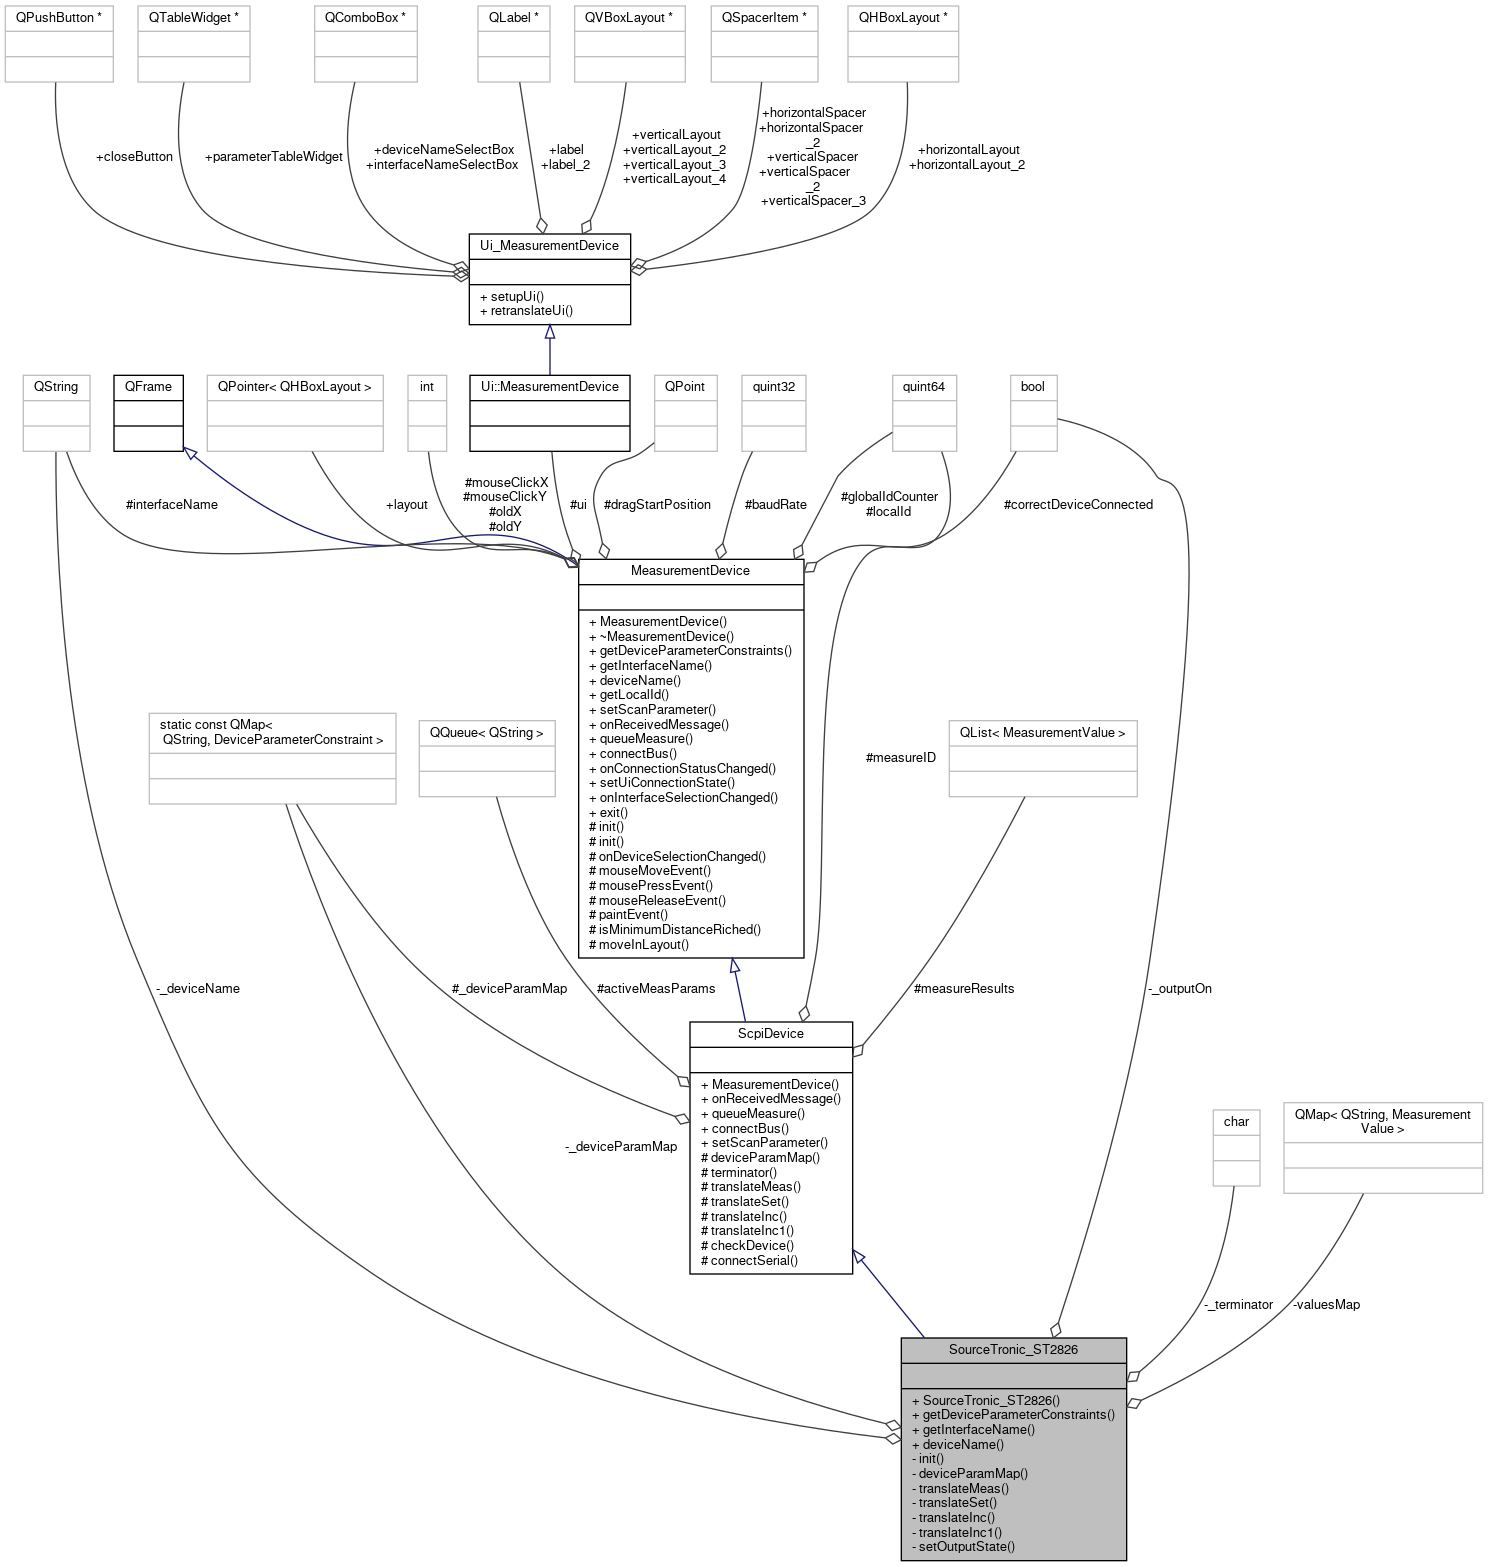 QPushButton *
QTableWidget *
QComboBox *
QLabel *
QVBoxLayout *
QSpacerItem *
QHBoxLayout *
+closeButton
+parameterTableWidget
+deviceNameSelectBox
+interfaceNameSelectBox
+label
+label_2
+verticalLayout
+verticalLayout_2
+verticalLayout_3
+verticalLayout_4
+horizontalSpacer
+horizontalSpacer
_2
+verticalSpacer
+verticalSpacer
_2
+verticalSpacer_3
+horizontalLayout
+horizontalLayout_2
Ui_MeasurementDevice
+ setupUi()
+ retranslateUi()
QString
QFrame
QPointer< QHBoxLayout >
int
Ui::MeasurementDevice
QPoint
quint32
quint64
bool
#interfaceName
+layout
#mouseClickX
#mouseClickY
#oldX
#oldY
#ui
#dragStartPosition
#baudRate
#globalIdCounter
#localId
#correctDeviceConnected
MeasurementDevice
+ MeasurementDevice()
+ ~MeasurementDevice()
+ getDeviceParameterConstraints()
+ getInterfaceName()
+ deviceName()
+ getLocalId()
+ setScanParameter()
+ onReceivedMessage()
+ queueMeasure()
+ connectBus()
+ onConnectionStatusChanged()
+ setUiConnectionState()
+ onInterfaceSelectionChanged()
+ exit()
# init()
# init()
# onDeviceSelectionChanged()
# mouseMoveEvent()
# mousePressEvent()
# mouseReleaseEvent()
# paintEvent()
# isMinimumDistanceRiched()
# moveInLayout()
static const QMap<
QString, DeviceParameterConstraint >
QQueue< QString >
#measureID
QList< MeasurementValue >
-_deviceName
#_deviceParamMap
#activeMeasParams
#measureResults
-_outputOn
ScpiDevice
+ MeasurementDevice()
+ onReceivedMessage()
+ queueMeasure()
+ connectBus()
+ setScanParameter()
# deviceParamMap()
# terminator()
# translateMeas()
# translateSet()
# translateInc()
# translateInc1()
# checkDevice()
# connectSerial()
-_deviceParamMap
char
QMap< QString, Measurement
Value >
-_terminator
-valuesMap
SourceTronic_ST2826
+ SourceTronic_ST2826()
+ getDeviceParameterConstraints()
+ getInterfaceName()
+ deviceName()
- init()
- deviceParamMap()
- translateMeas()
- translateSet()
- translateInc()
- translateInc1()
- setOutputState()